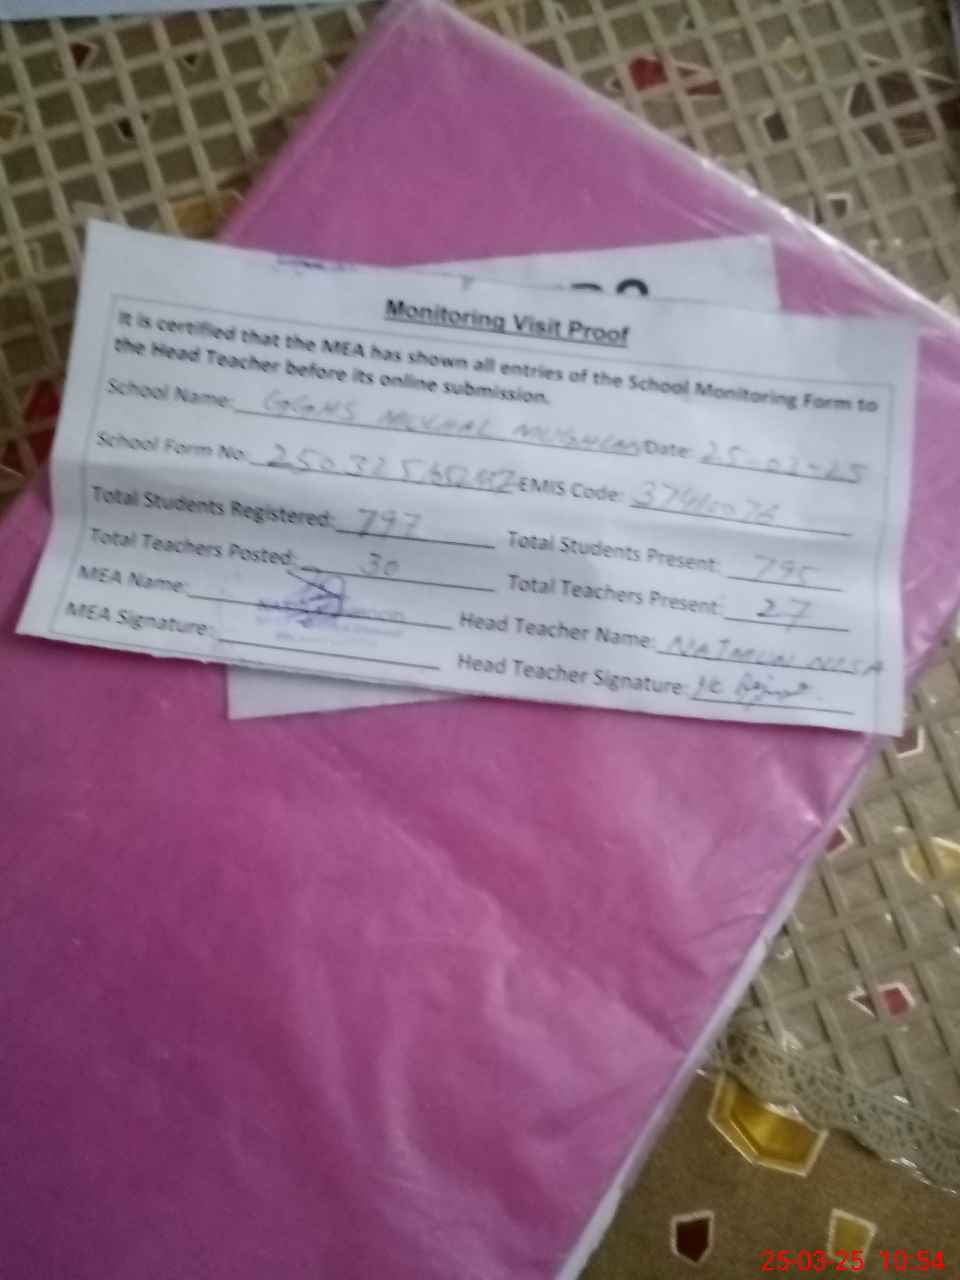 Monitoring Visit Proof
It is certified that the MEA has shown all entries of the School Monitoring Form to
the Head Teacher before its online submission.
School Name: Date: 25-03-25
School Form No: EMIS Code:
Total Students Registered: 797 Total Students Present: 795
Total Teachers Posted: 30 Total Teachers Present: 27
MEA Name: Head Teacher Name: NAJMUN NISA
MEA Signature: Head Teacher Signature:
25-03-25 10:54